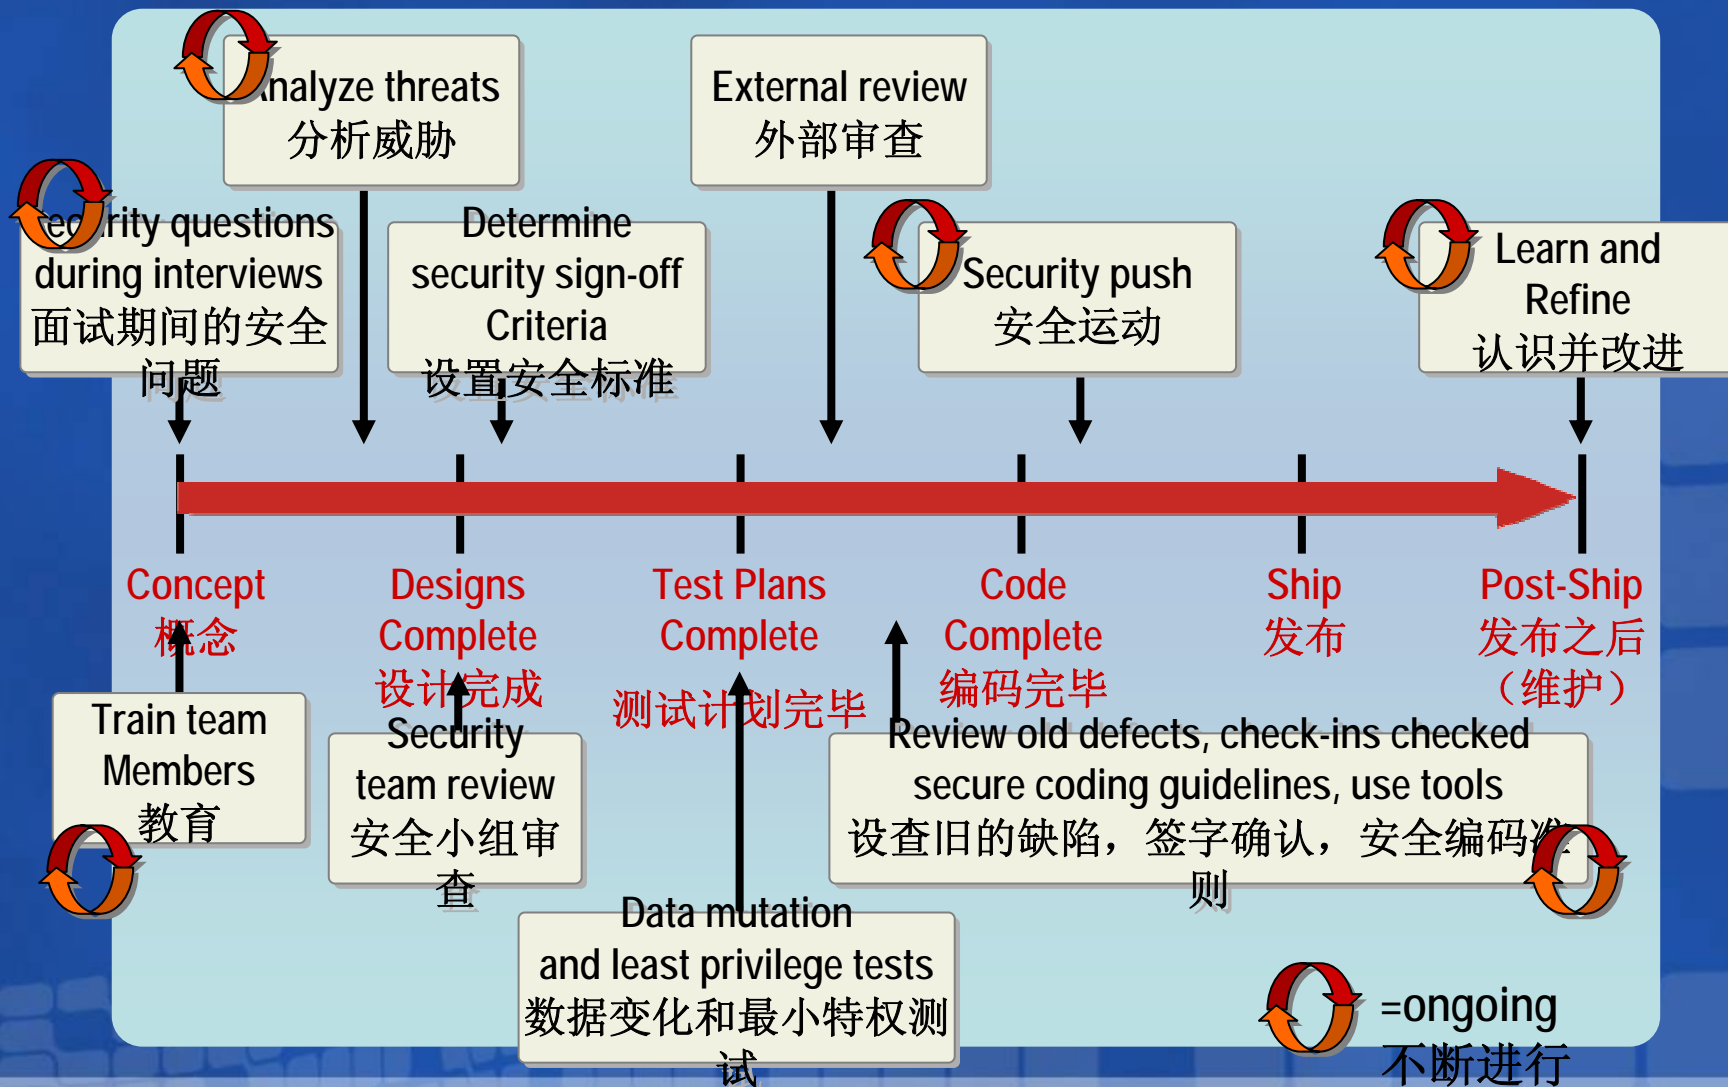 Analyze threats
分析威胁
External review
外部审查
Security questions
during interviews
面试期间的安全
问题
Determine
security sign-off
Criteria
设置安全标准
Security push
安全运动
Learn and
Refine
认识并改进
Concept
概念
Designs
Complete
设计完成
Test Plans
Complete
测试计划完毕
Code
Complete
编码完毕
Ship
发布
Post-Ship
发布之后
（维护）
Train team
Members
教育
Security
team review
安全小组审
查
Review old defects, check-ins checked
secure coding guidelines, use tools
设查旧的缺陷，签字确认，安全编码准
则
Data mutation
and least privilege tests
数据变化和最小特权测
试
=ongoing
不断进行